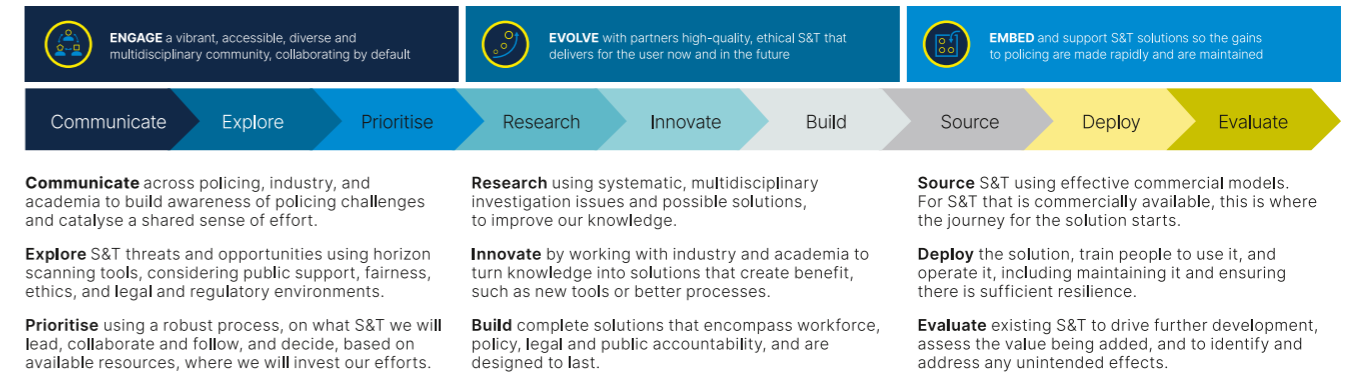 ENGAGE a vibrant, accessible, diverse and
multidisciplinary community, collaborating by default
EVOLVE with partners high-quality, ethical S&T that
delivers for the user now and in the future
EMBED and support S&T solutions so the gains
to policing are made rapidly and are maintained
Communicate
Explore
Prioritise
Research
Innovate
Build
Source
Deploy
Evaluate
Communicate across policing, industry, and
academia to build awareness of policing challenges
and catalyse a shared sense of effort.
Explore S&T threats and opportunities using horizon
scanning tools, considering public support, fairness,
ethics, and legal and regulatory environments.
Prioritise using a robust process, on what S&T we will
lead, collaborate and follow, and decide, based on
available resources, where we will invest our efforts.
Research using systematic, multidisciplinary
investigation issues and possible solutions,
to improve our knowledge.
Innovate by working with industry and academia to
turn knowledge into solutions that create benefit,
such as new tools or better processes.
Build complete solutions that encompass workforce,
policy, legal and public accountability, and are
designed to last.
Source S&T using effective commercial models.
For S&T that is commercially available, this is where
the journey for the solution starts.
Deploy the solution, train people to use it, and
operate it, including maintaining it and ensuring
there is sufficient resilience.
Evaluate existing S&T to drive further development,
assess the value being added, and to identify and
address any unintended effects.